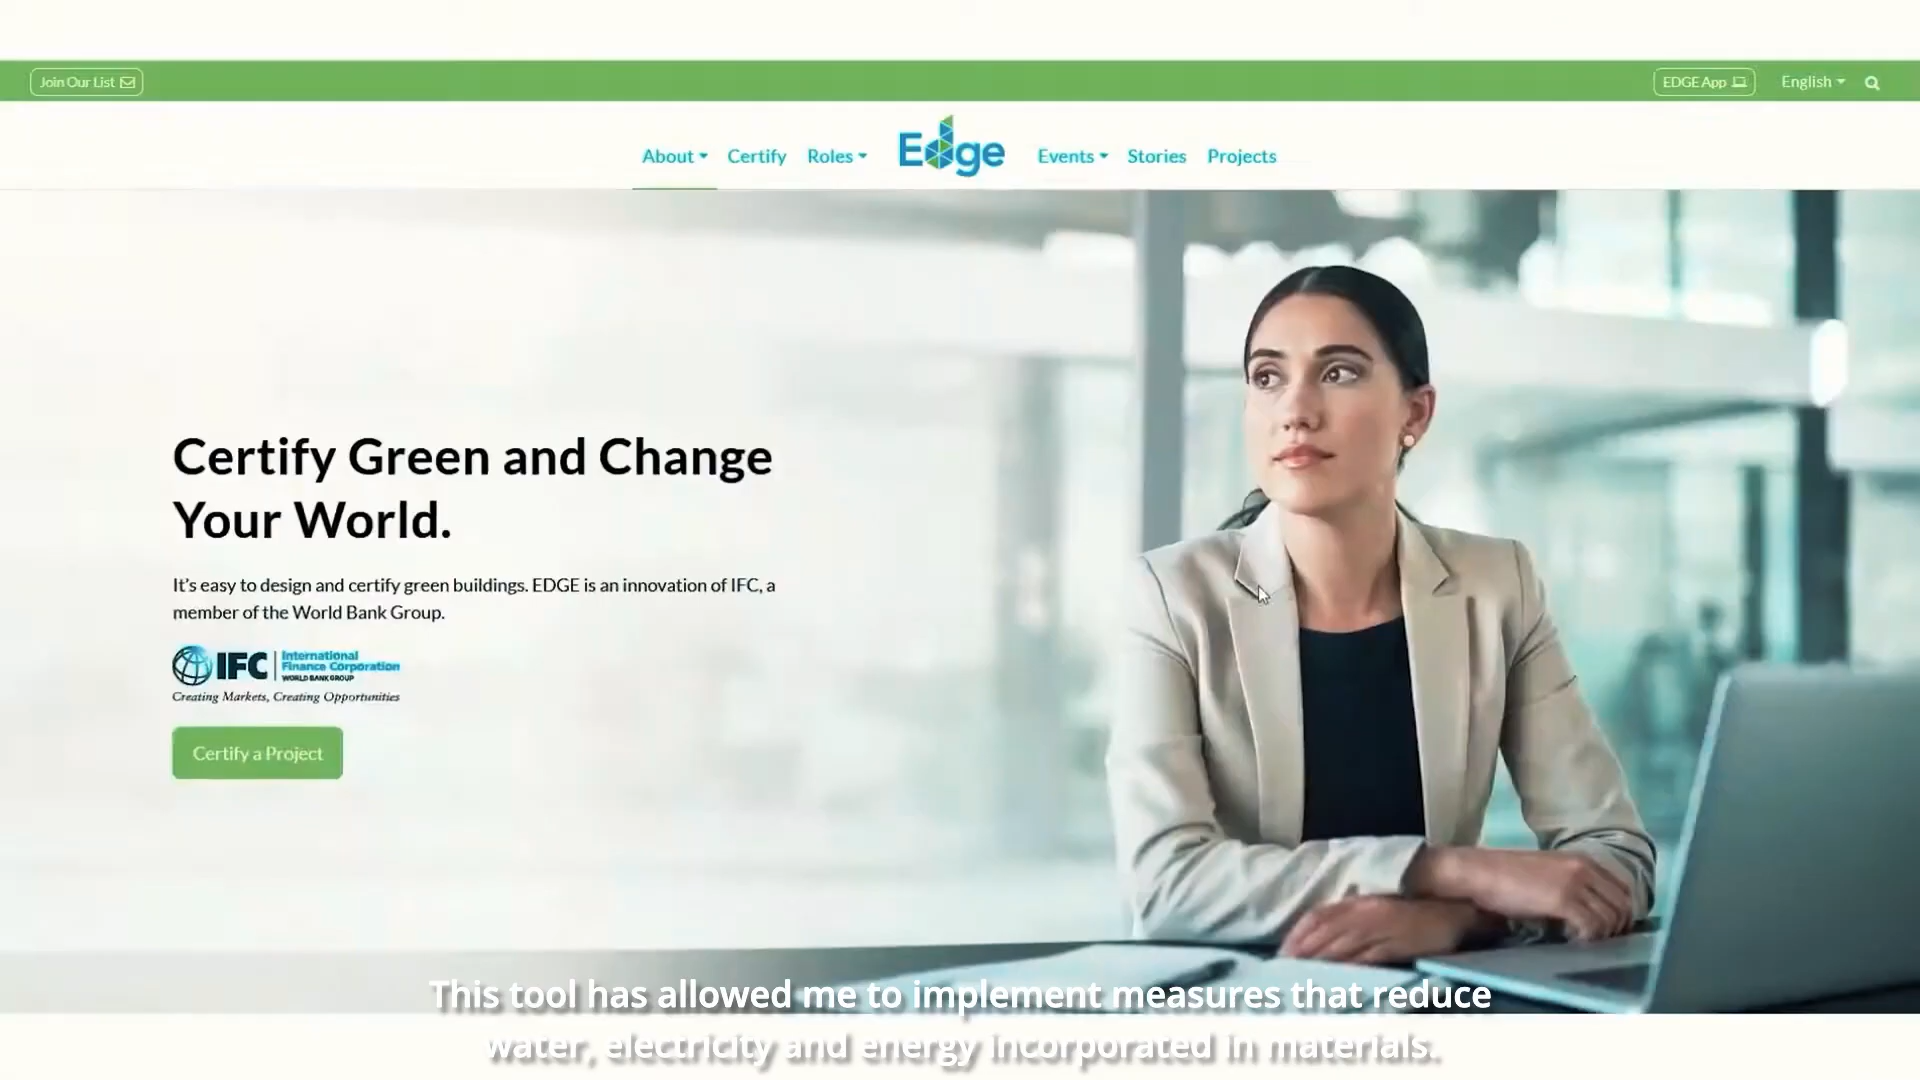 Join Our List
EDGE App
English
About
Certify
Roles
Edge
Events
Stories
Projects
Certify Green and Change
Your World.
It's easy to design and certify green buildings. EDGE is an innovation of IFC, a
member of the World Bank Group.
IFC
International
Finance Corporation
WORLD BANK GROUP
Creating Markets, Creating Opportunities
Certify a Project
This tool has allowed me to implement measures that reduce
water, electricity and energy incorporated in materials.